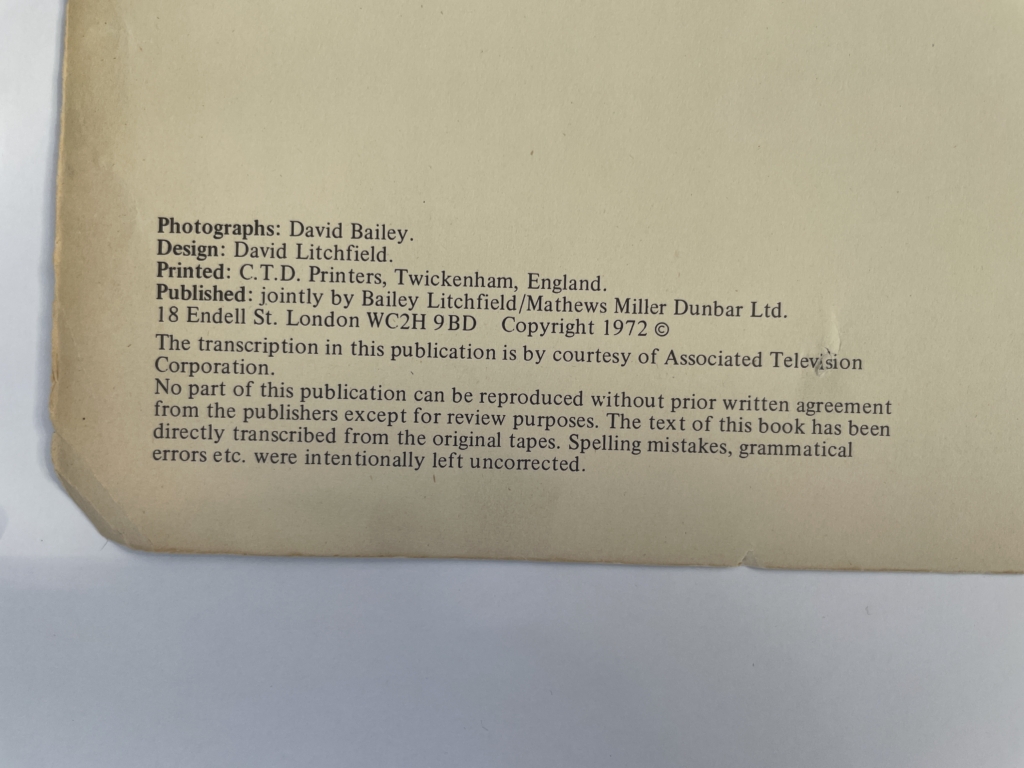 Photographs: David Bailey.
Design: David Litchfield.
Printed: C.T.D. Printers, Twickenham, England.
Published: jointly by Bailey Litchfield/Mathews Miller Dunbar Ltd.
18 Endell St. London WC2H 9BD Copyright 1972 ©
The transcription in this publication is by courtesy of Associated Television
Corporation.
No part of this publication can be reproduced without prior written agreement
from the publishers except for review purposes. The text of this book has been
directly transcribed from the original tapes. Spelling mistakes, grammatical
errors etc. were intentionally left uncorrected.